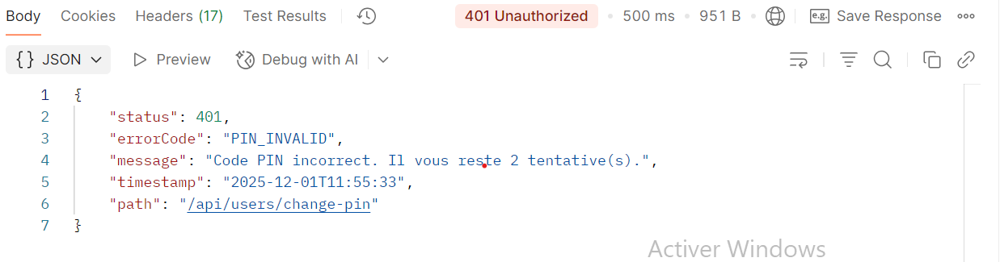 Body Cookies Headers (17) Test Results 401 Unauthorized 500 ms 951 B e.g. Save Response
{} JSON Preview Debug with AI
1 {
2 "status": 401,
3 "errorCode": "PIN_INVALID",
4 "message": "Code PIN incorrect. Il vous reste 2 tentative(s).",
5 "timestamp": "2025-12-01T11:55:33",
6 "path": "/api/users/change-pin"
7 }
Activer Windows